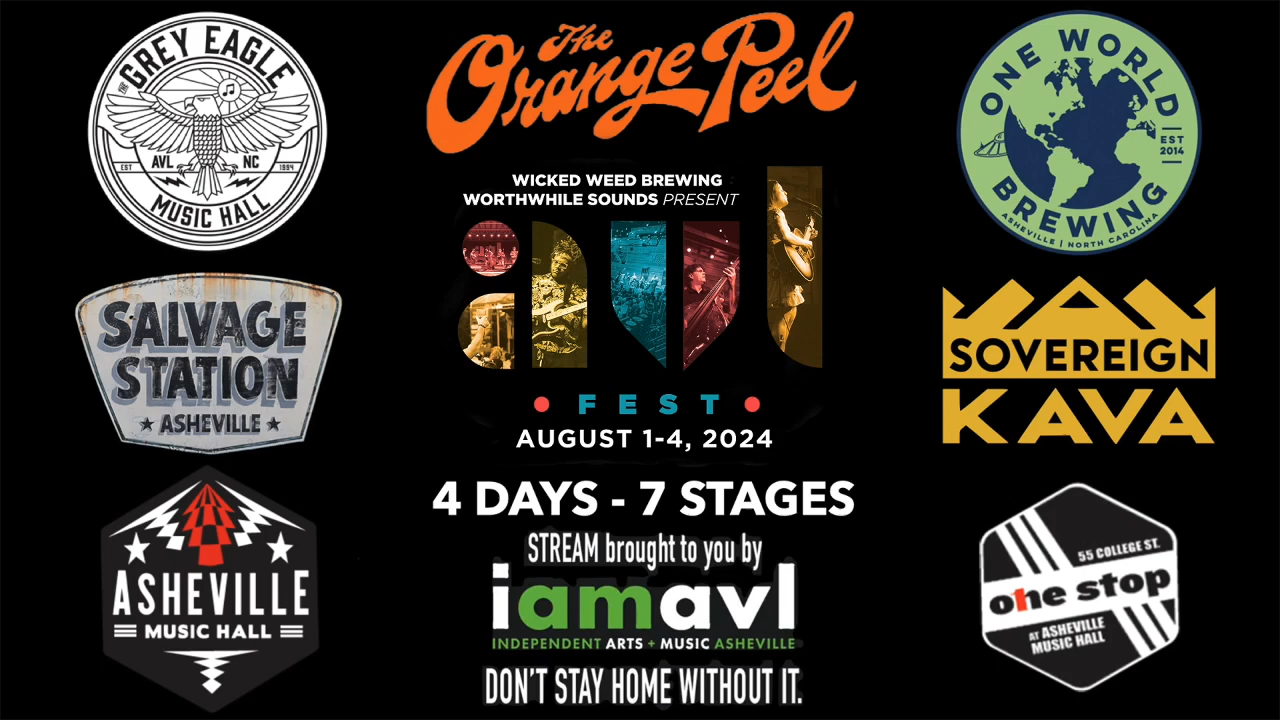 THE
GREY EAGLE
EST
AVL
NC
1994
MUSIC HALL
The
Orange Peel
ONE WORLD
EST
2014
BREWING
ASHEVILLE | NORTH CAROLINA
WICKED WEED BREWING
WORTHWHILE SOUNDS PRESENT
avl
• FEST •
AUGUST 1-4, 2024
SALVAGE
STATION
★ ASHEVILLE ★
SOVEREIGN
KAVA
4 DAYS - 7 STAGES
STREAM brought to you by
iamavl
INDEPENDENT ARTS + MUSIC ASHEVILLE
DON'T STAY HOME WITHOUT IT.
ASHEVILLE
MUSIC HALL
55 COLLEGE ST.
one stop
AT ASHEVILLE
MUSIC HALL